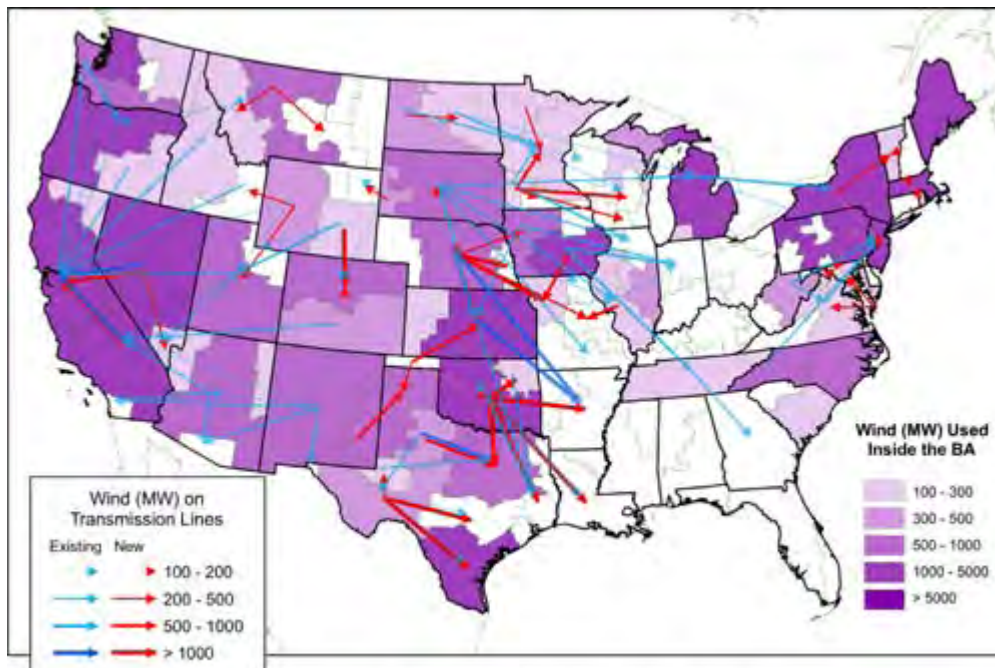 Wind (MW) Used
Inside the BA
100 - 300
300 - 500
500 - 1000
1000 - 5000
> 5000
Wind (MW) on
Transmission Lines
Existing New
100 - 200
200 - 500
500 - 1000
> 1000